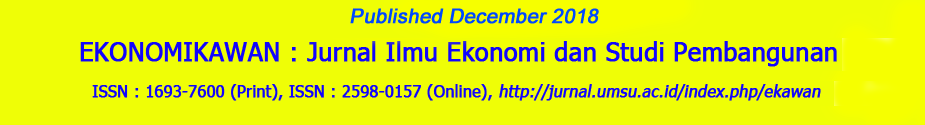 Published December 2018
EKONOMIKAWAN : Jurnal Ilmu Ekonomi dan Studi Pembangunan
ISSN : 1693-7600 (Print), ISSN : 2598-0157 (Online), http://jurnal.umsu.ac.id/index.php/ekawan